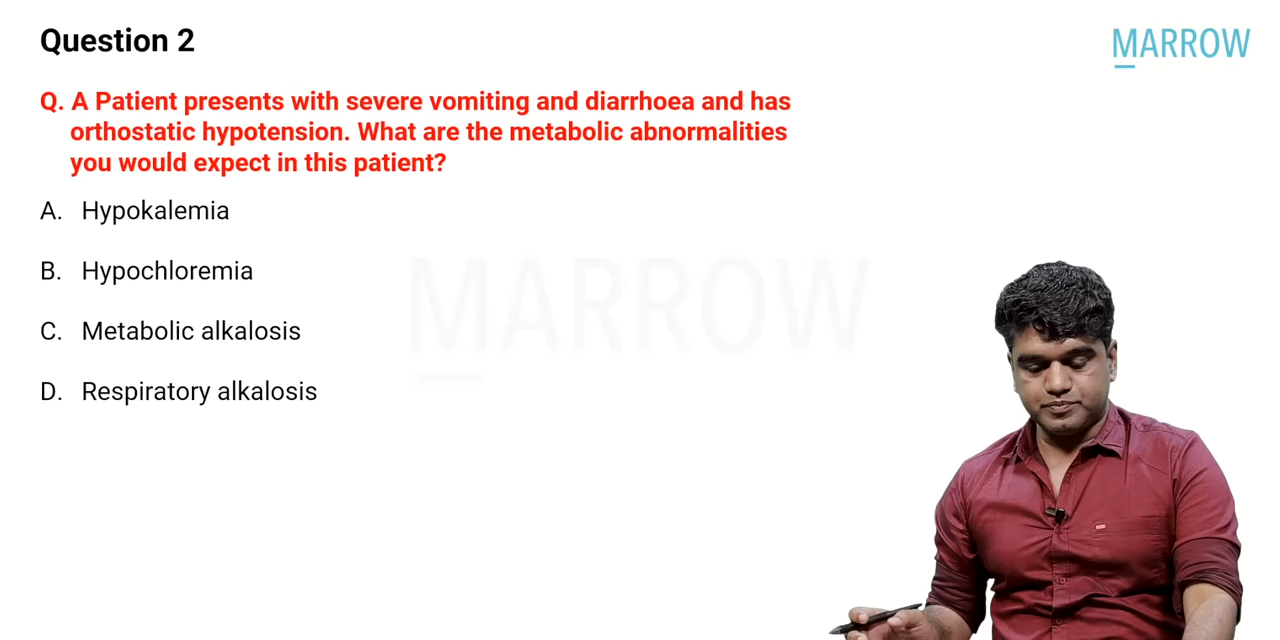 Question 2
MARROW
Q. A Patient presents with severe vomiting and diarrhoea and has
orthostatic hypotension. What are the metabolic abnormalities
you would expect in this patient?
A. Hypokalemia
B. Hypochloremia
C. Metabolic alkalosis
D. Respiratory alkalosis
MARROW